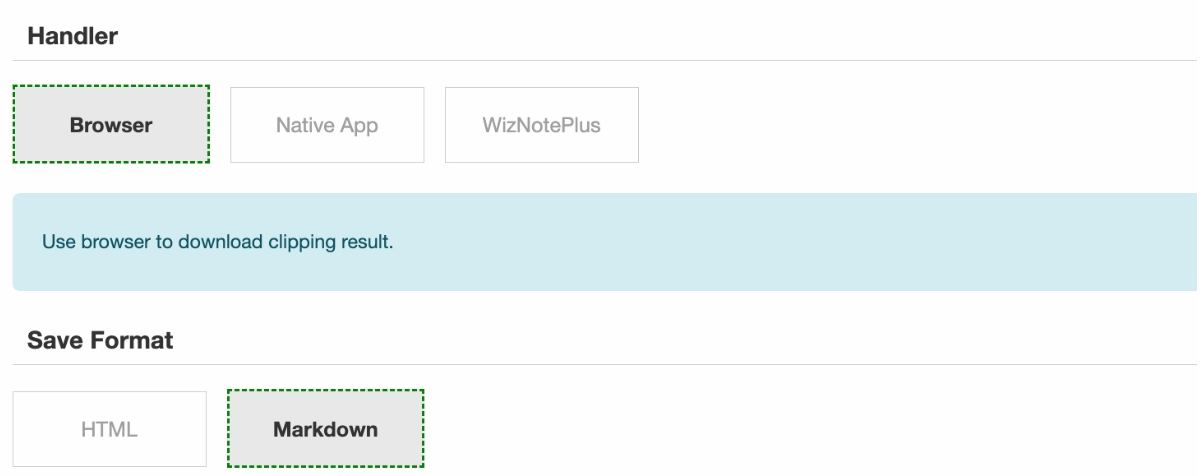 Handler
Browser Native App WizNotePlus
Use browser to download clipping result.
Save Format
HTML Markdown